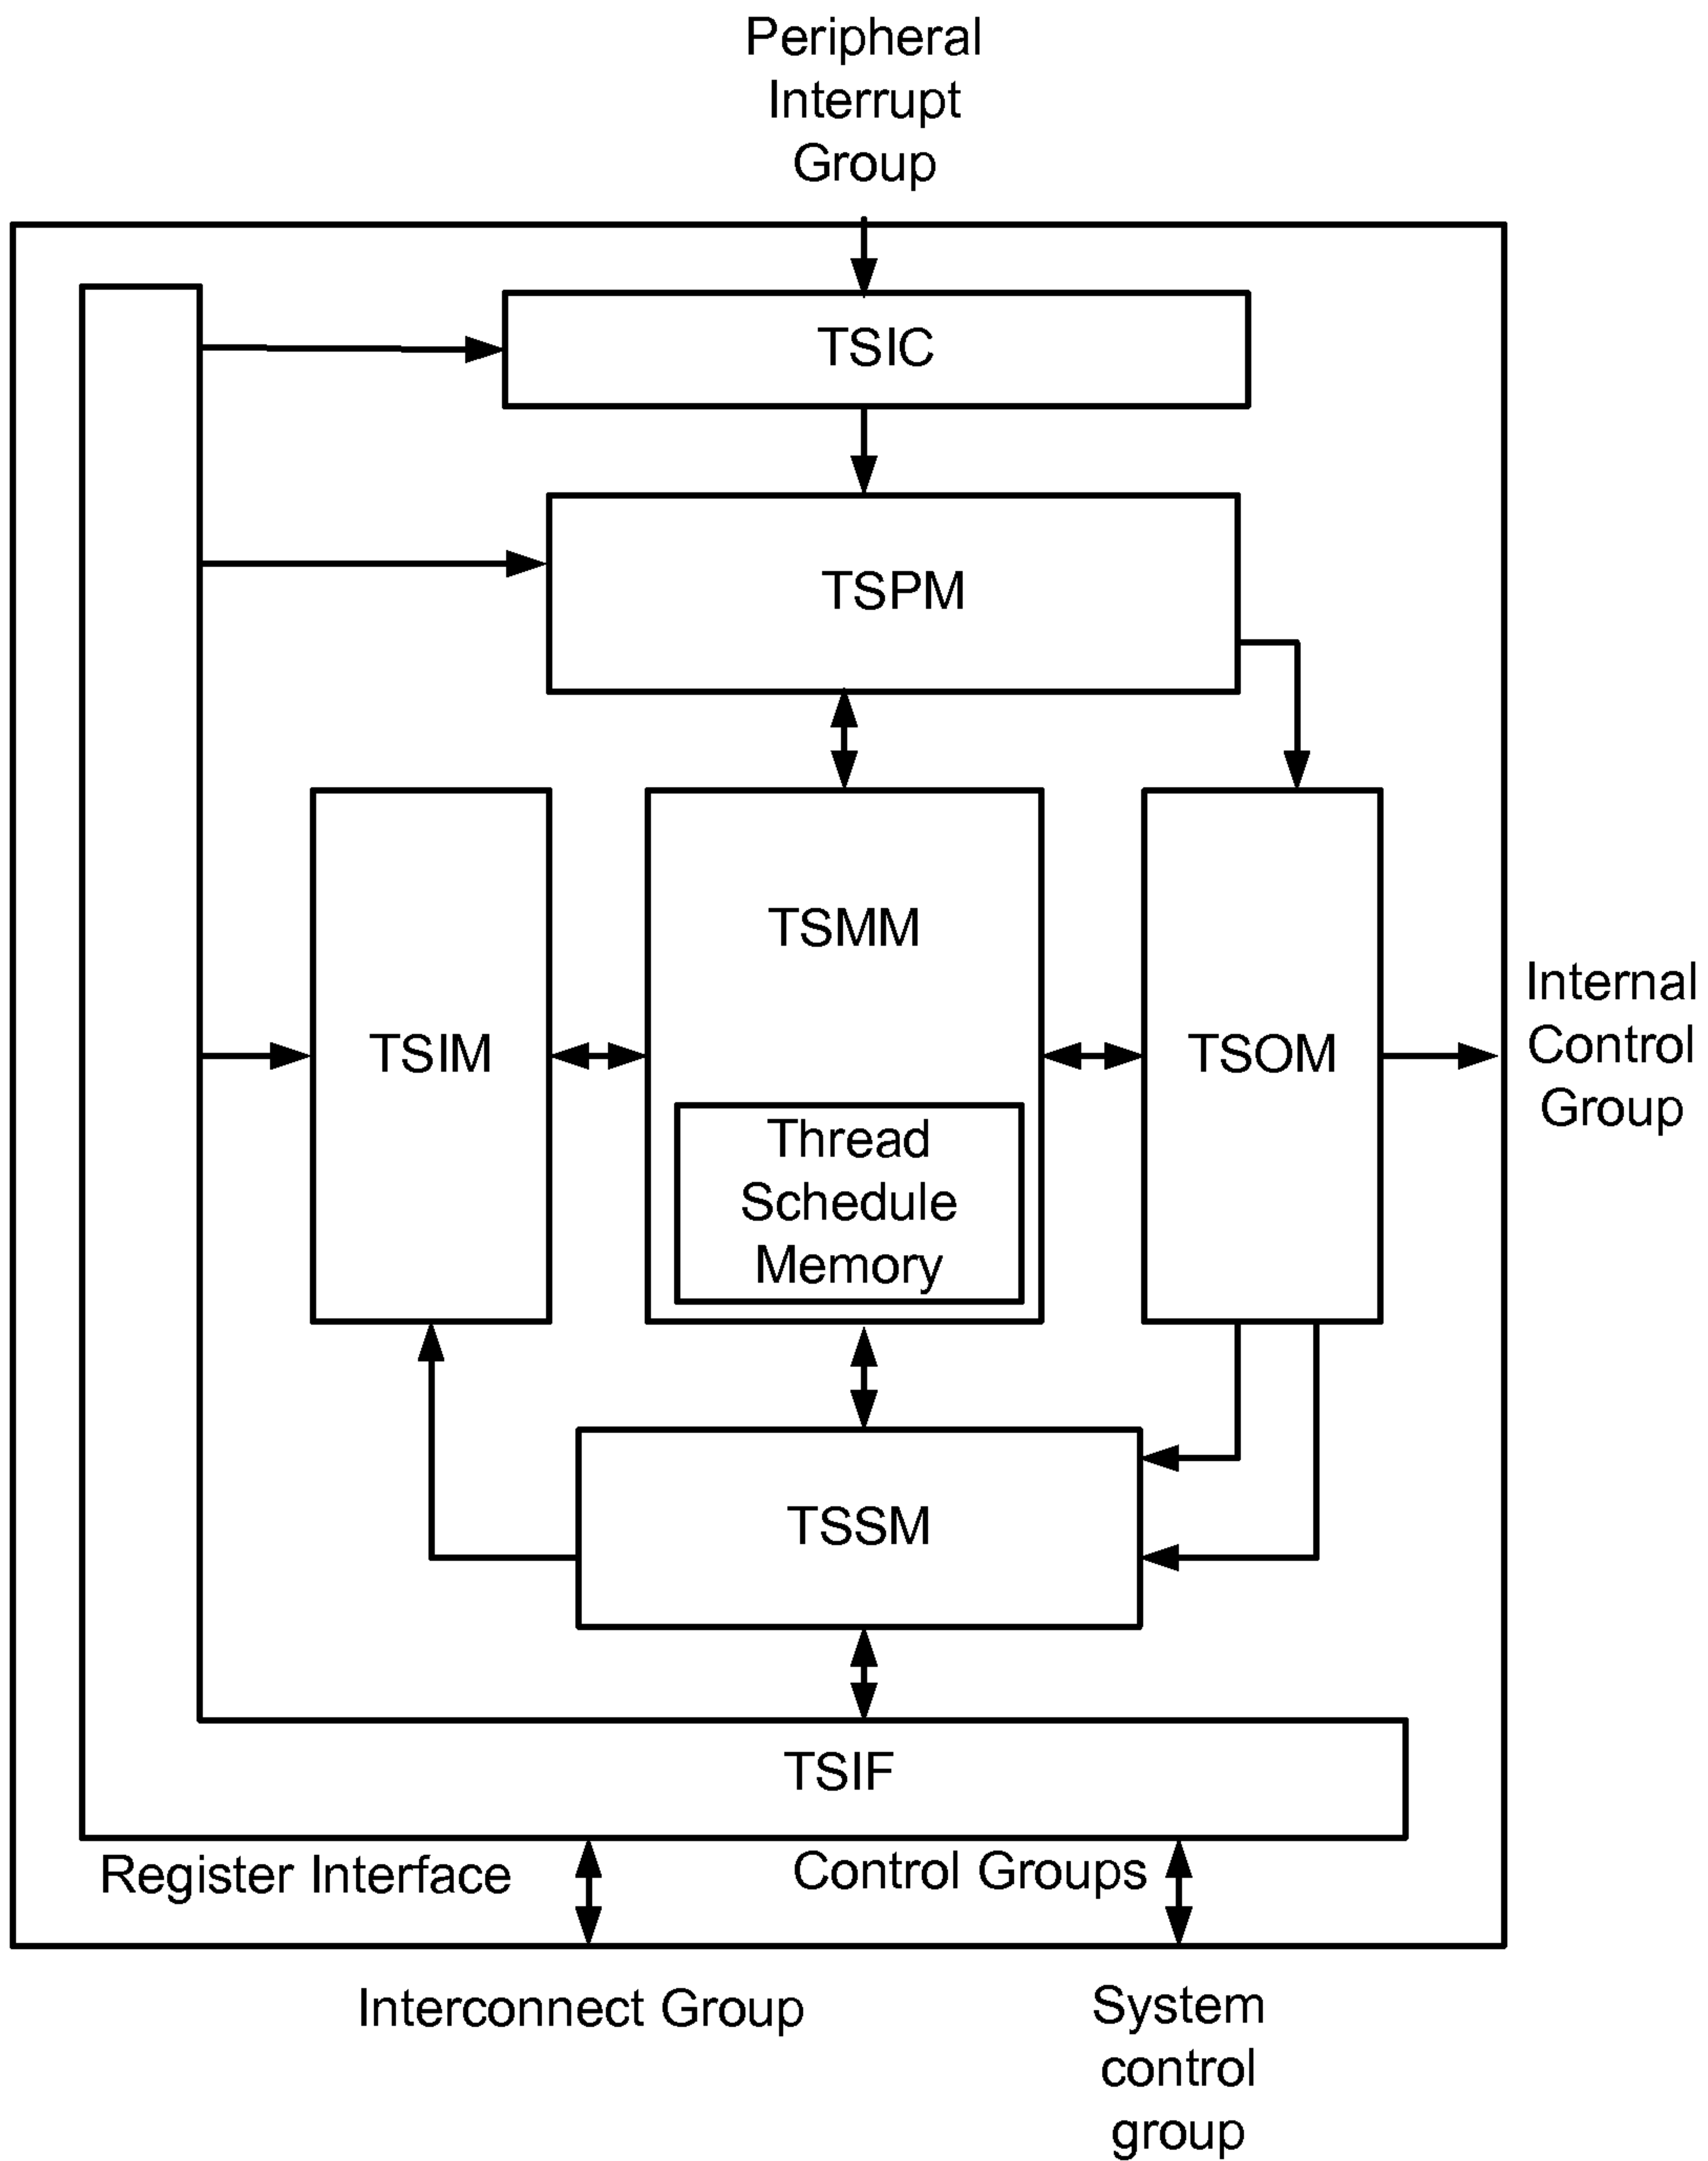 Peripheral
Interrupt
Group
TSIC
TSPM
TSIM
TSMM
Thread
Schedule
Memory
TSOM
Internal
Control
Group
TSSM
TSIF
Register Interface
Control Groups
Interconnect Group
System
control
group